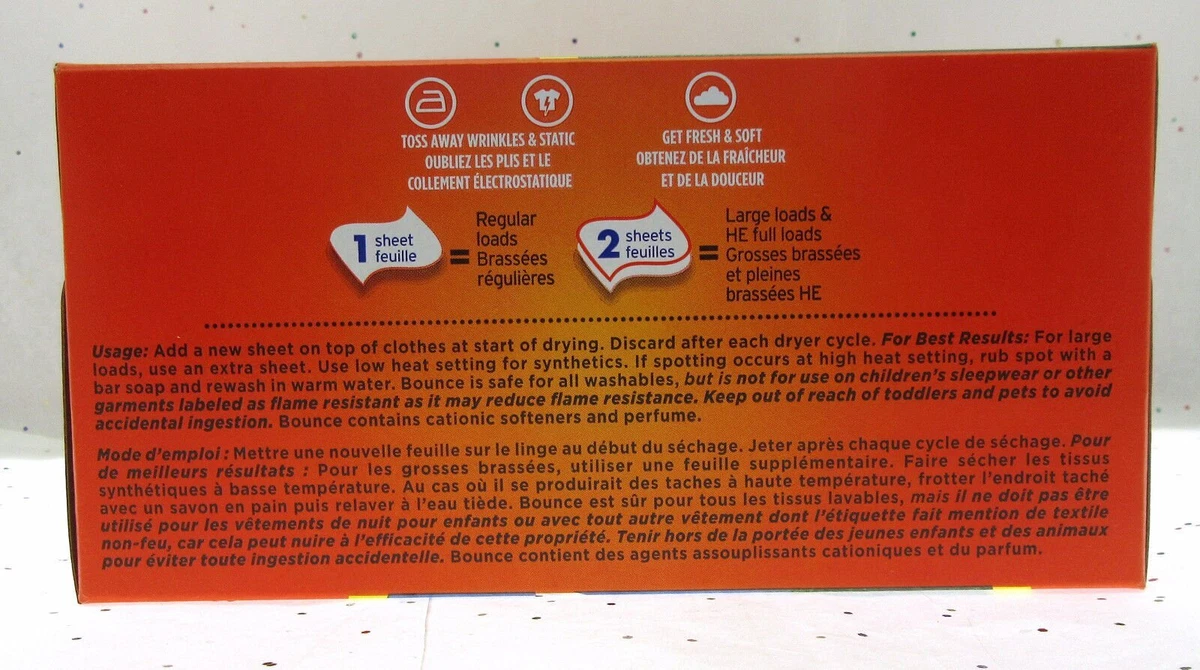 TOSS AWAY WRINKLES & STATIC
OUBLIEZ LES PLIS ET LE
COLLEMENT ÉLECTROSTATIQUE
GET FRESH & SOFT
OBTENEZ DE LA FRAÎCHEUR
ET DE LA DOUCEUR
1 sheet
feuille
=
Regular
loads
Brassées
régulières
2 sheets
feuilles
=
Large loads &
HE full loads
Grosses brassées
et pleines
brassées HE
Usage: Add a new sheet on top of clothes at start of drying. Discard after each dryer cycle. For Best Results: For large
loads, use an extra sheet. Use low heat setting for synthetics. If spotting occurs at high heat setting, rub spot with a
bar soap and rewash in warm water. Bounce is safe for all washables, but is not for use on children's sleepwear or other
garments labeled as flame resistant as it may reduce flame resistance. Keep out of reach of toddlers and pets to avoid
accidental ingestion. Bounce contains cationic softeners and perfume.
Mode d'emploi : Mettre une nouvelle feuille sur le linge au début du séchage. Jeter après chaque cycle de séchage. Pour
de meilleurs résultats : Pour les grosses brassées, utiliser une feuille supplémentaire. Faire sécher les tissus
synthétiques à basse température. Au cas où il se produirait des taches à haute température, frotter l'endroit taché
avec un savon en pain puis relaver à l'eau tiède. Bounce est sûr pour tous les tissus lavables, mais il ne doit pas être
utilisé pour les vêtements de nuit pour enfants ou avec tout autre vêtement dont l'étiquette fait mention de textile
non-feu, car cela peut nuire à l'efficacité de cette propriété. Tenir hors de la portée des jeunes enfants et des animaux
pour éviter toute ingestion accidentelle. Bounce contient des agents assouplissants cationiques et du parfum.